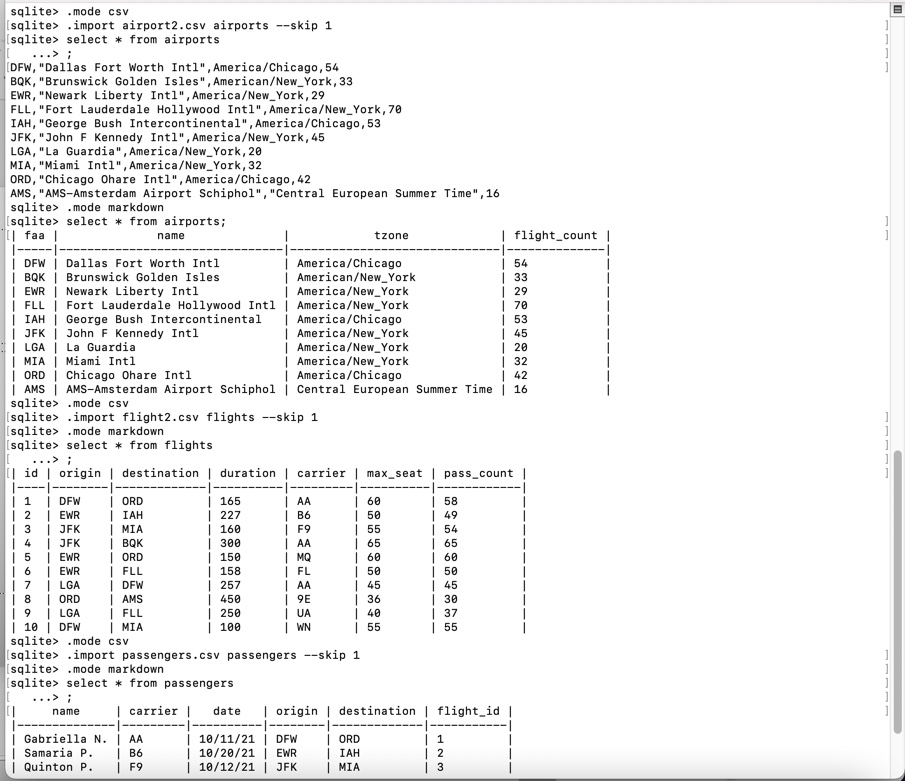 sqlite> .mode csv
[sqlite> .import airport2.csv airports --skip 1 ]
[sqlite> select * from airports ]
[   ...> ; ]
[DFW,"Dallas Fort Worth Intl",America/Chicago,54 ]
BQK,"Brunswick Golden Isles",American/New_York,33
EWR,"Newark Liberty Intl",America/New_York,29
FLL,"Fort Lauderdale Hollywood Intl",America/New_York,70
IAH,"George Bush Intercontinental",America/Chicago,53
JFK,"John F Kennedy Intl",America/New_York,45
LGA,"La Guardia",America/New_York,20
MIA,"Miami Intl",America/New_York,32
ORD,"Chicago Ohare Intl",America/Chicago,42
AMS,"AMS-Amsterdam Airport Schiphol","Central European Summer Time",16
sqlite> .mode markdown
[sqlite> select * from airports; ]
[| faa |              name              |            tzone             | flight_count | ]
|-----|--------------------------------|------------------------------|--------------|
| DFW | Dallas Fort Worth Intl         | America/Chicago              | 54           |
| BQK | Brunswick Golden Isles         | American/New_York            | 33           |
| EWR | Newark Liberty Intl            | America/New_York             | 29           |
| FLL | Fort Lauderdale Hollywood Intl | America/New_York             | 70           |
| IAH | George Bush Intercontinental   | America/Chicago              | 53           |
| JFK | John F Kennedy Intl            | America/New_York             | 45           |
| LGA | La Guardia                     | America/New_York             | 20           |
| MIA | Miami Intl                     | America/New_York             | 32           |
| ORD | Chicago Ohare Intl             | America/Chicago              | 42           |
| AMS | AMS-Amsterdam Airport Schiphol | Central European Summer Time | 16           |
sqlite> .mode csv
[sqlite> .import flight2.csv flights --skip 1 ]
[sqlite> .mode markdown ]
[sqlite> select * from flights ]
[   ...> ; ]
[| id | origin | destination | duration | carrier | max_seat | pass_count | ]
|----|--------|-------------|----------|---------|----------|------------|
| 1  | DFW    | ORD         | 165      | AA      | 60       | 58         |
| 2  | EWR    | IAH         | 227      | B6      | 50       | 49         |
| 3  | JFK    | MIA         | 160      | F9      | 55       | 54         |
| 4  | JFK    | BQK         | 300      | AA      | 65       | 65         |
| 5  | EWR    | ORD         | 150      | MQ      | 60       | 60         |
| 6  | EWR    | FLL         | 158      | FL      | 50       | 50         |
| 7  | LGA    | DFW         | 257      | AA      | 45       | 45         |
| 8  | ORD    | AMS         | 450      | 9E      | 36       | 30         |
| 9  | LGA    | FLL         | 250      | UA      | 40       | 37         |
| 10 | DFW    | MIA         | 100      | WN      | 55       | 55         |
sqlite> .mode csv
[sqlite> .import passengers.csv passengers --skip 1 ]
[sqlite> .mode markdown ]
[sqlite> select * from passengers ]
[   ...> ; ]
[|     name     | carrier |   date   | origin | destination | flight_id | ]
|--------------|---------|----------|--------|-------------|-----------|
| Gabriella N. | AA      | 10/11/21 | DFW    | ORD         | 1         |
| Samaria P.   | B6      | 10/20/21 | EWR    | IAH         | 2         |
| Quinton P.   | F9      | 10/12/21 | JFK    | MIA         | 3         |